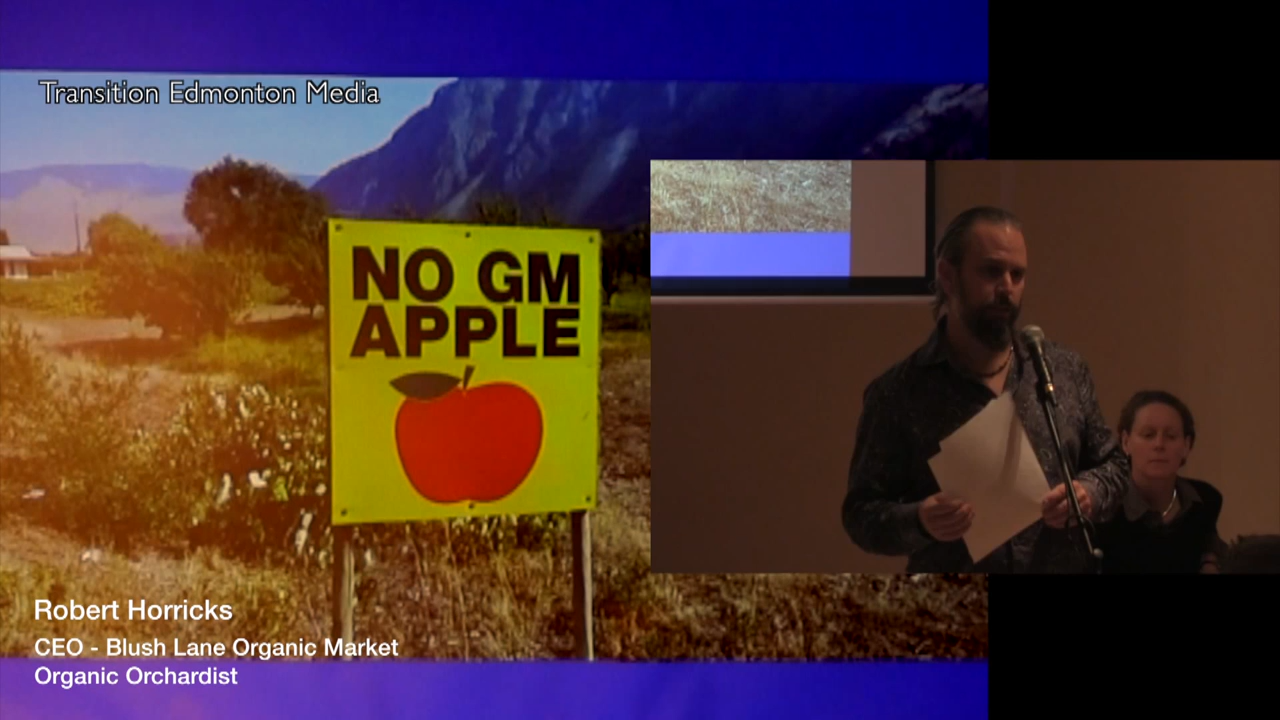 Transition Edmonton Media
NO GM
APPLE
Robert Horricks
CEO - Blush Lane Organic Market
Organic Orchardist